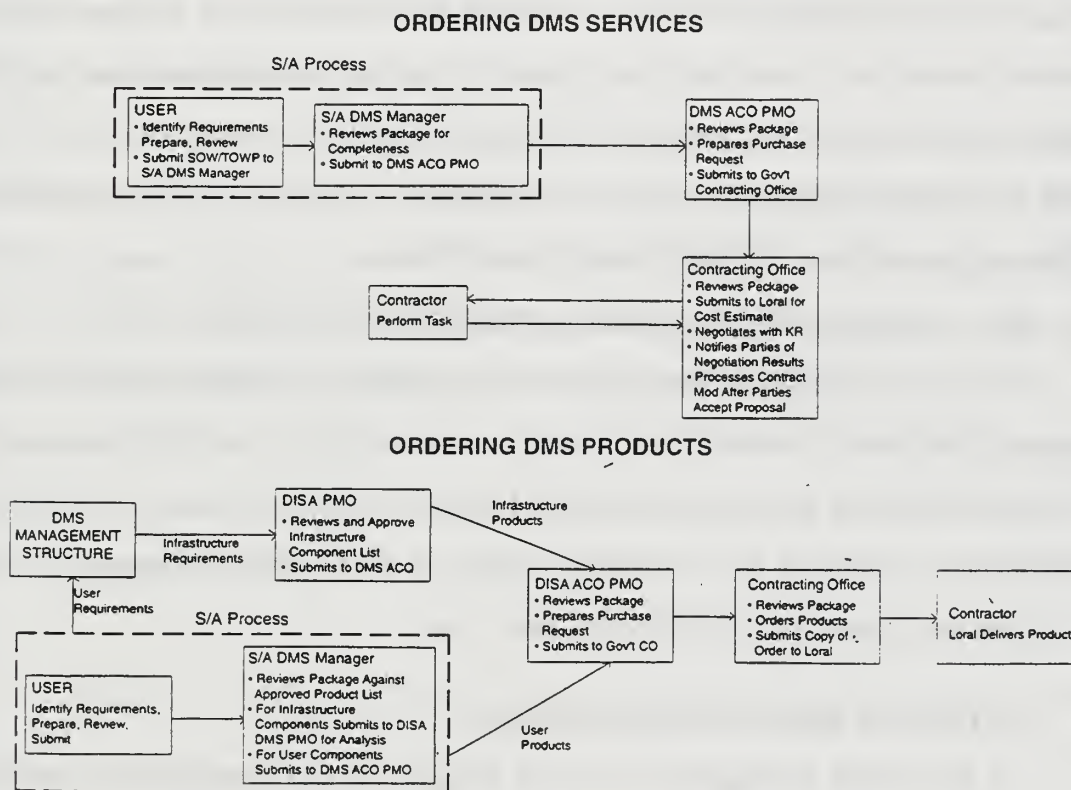 ORDERING DMS SERVICES
S/A Process
USER
• Identify Requirements
Prepare, Review
• Submit SOW/TOWP to
S/A DMS Manager
S/A DMS Manager
• Reviews Package for
Completeness
• Submit to DMS ACQ PMO
DMS ACO PMO
• Reviews Package
• Prepares Purchase
Request
• Submits to Gov't
Contracting Office
Contractor
Perform Task
Contracting Office
• Reviews Peckage
• Submits to Loral for
Cost Estimate
• Negotiates with KR
• Notifies Parties of
Negotiation Results
• Processes Contract
Mod After Parties
Accept Proposal
ORDERING DMS PRODUCTS
DMS
MANAGEMENT
STRUCTURE
Infrastructure
Requirements
DISA PMO
• Reviews and Approve
Infrastructure
Component List
• Submits to DMS ACQ
Infrastructure
Products
User
Requirements
S/A Process
USER
Identify Requirements,
Prepare, Review,
Submit
S/A DMS Manager
• Reviews Package Against
Approved Product List
• For Infrastructure
Components Submits to DISA
DMS PMO for Analysis
• For User Components
Submits to DMS ACO PMO
User
Products
DISA ACO PMO
• Reviews Package
• Prepares Purchase
Request
• Submits to Gov't CO
Contracting Office
• Reviews Package
• Orders Products
• Submits Copy of
Order to Loral
Contractor
Loral Delivers Product